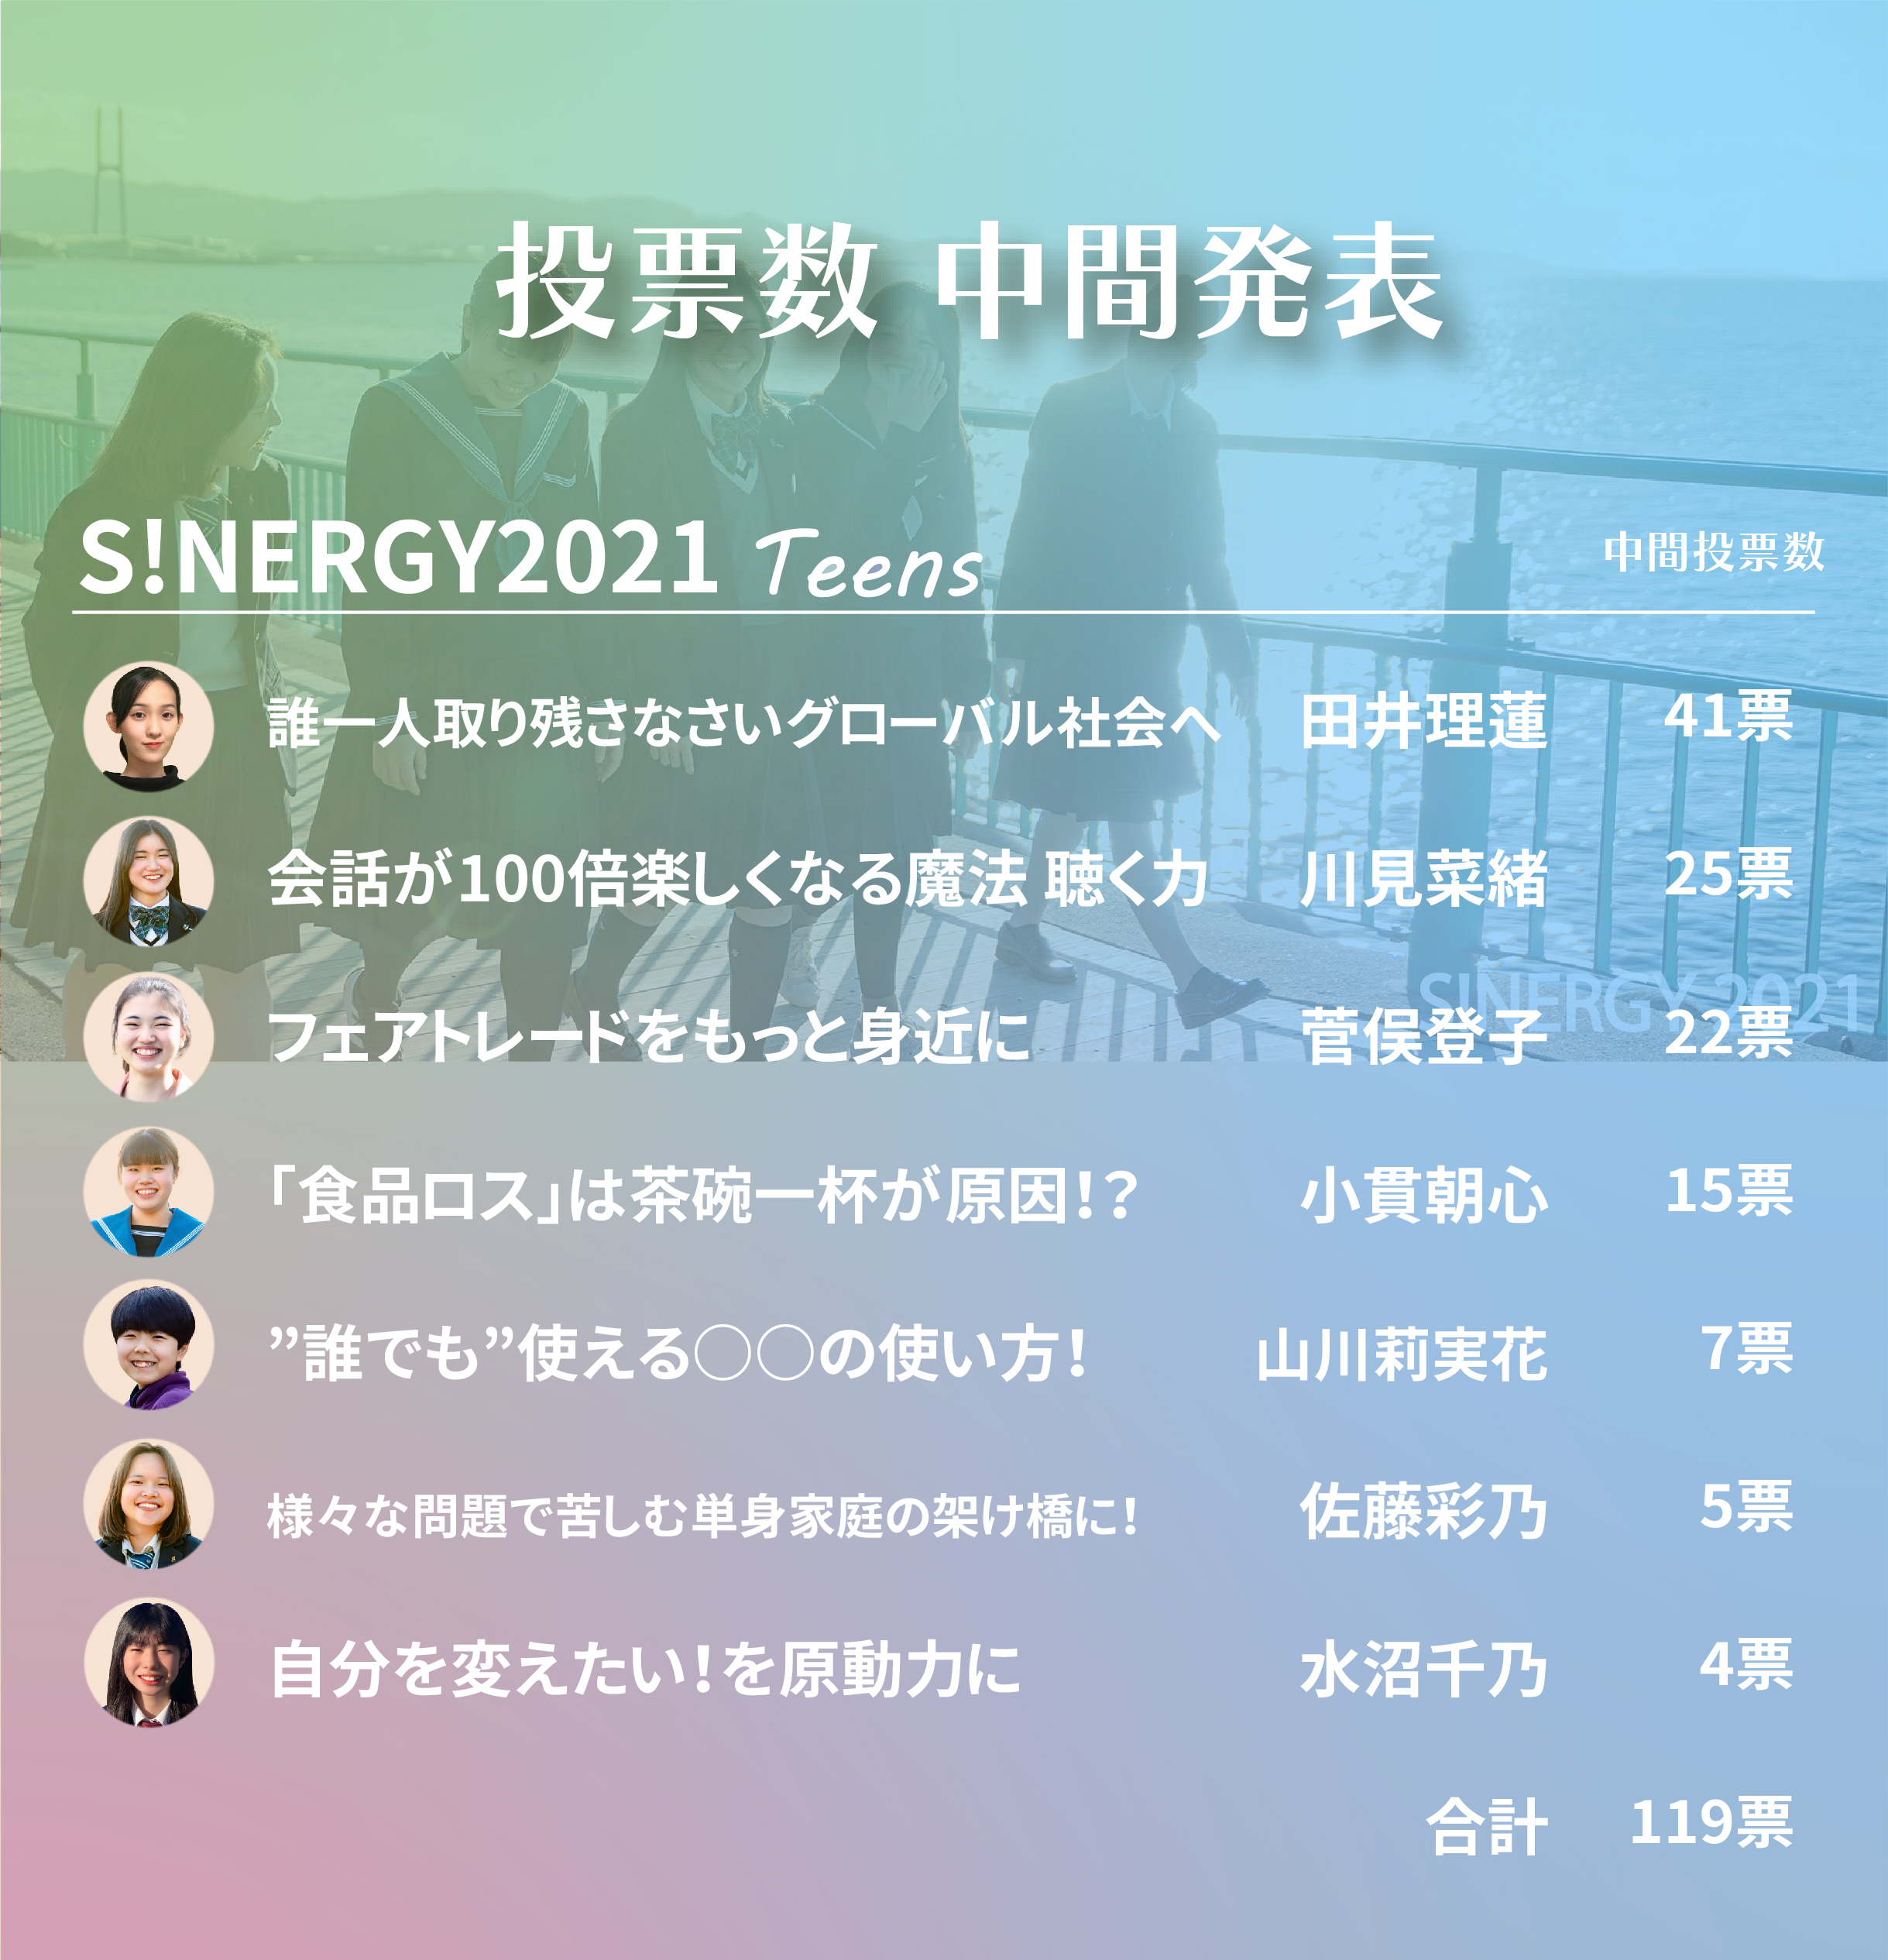 投票数 中間発表
S!NERGY2021 Teens 中間投票数
誰一人取り残さなさいグローバル社会へ 田井理蓮 41票
会話が100倍楽しくなる魔法 聴く力 川見菜緒 25票
S!NERGY 2021
フェアトレードをもっと身近に 菅俣登子 22票
「食品ロス」は茶碗一杯が原因!? 小貫朝心 15票
”誰でも”使える○○の使い方! 山川莉実花 7票
様々な問題で苦しむ単身家庭の架け橋に! 佐藤彩乃 5票
自分を変えたい!を原動力に 水沼千乃 4票
合計 119票